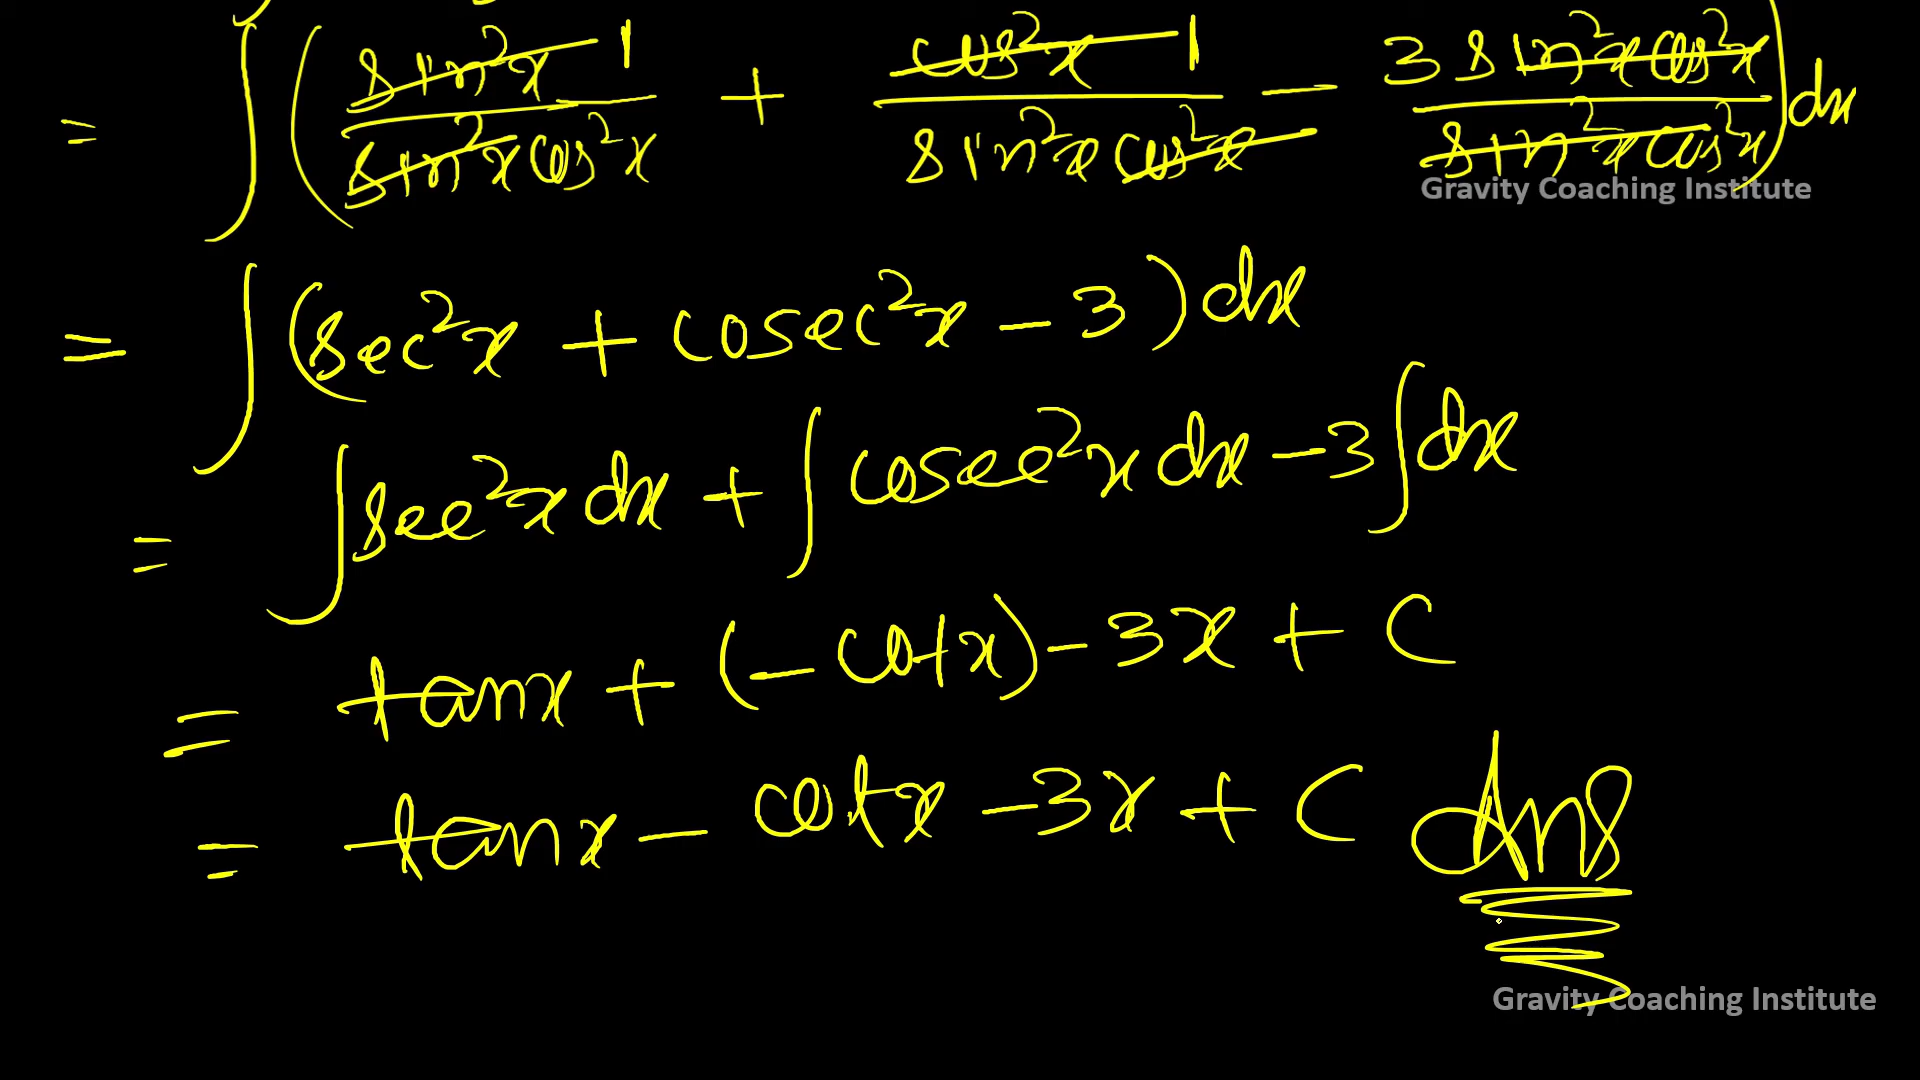 = ∫ ( sin²x 1 / sin²x cos²x + cos²x 1 / sin²x cos²x − 3 sin²x cos²x / sin²x cos²x ) dx
Gravity Coaching Institute
= ∫ (sec²x + cosec²x − 3) dx
= ∫ sec²x dx + ∫ cosec²x dx − 3 ∫ dx
= tanx + (− cotx) − 3x + C
= tanx − cotx − 3x + C Ans
Gravity Coaching Institute